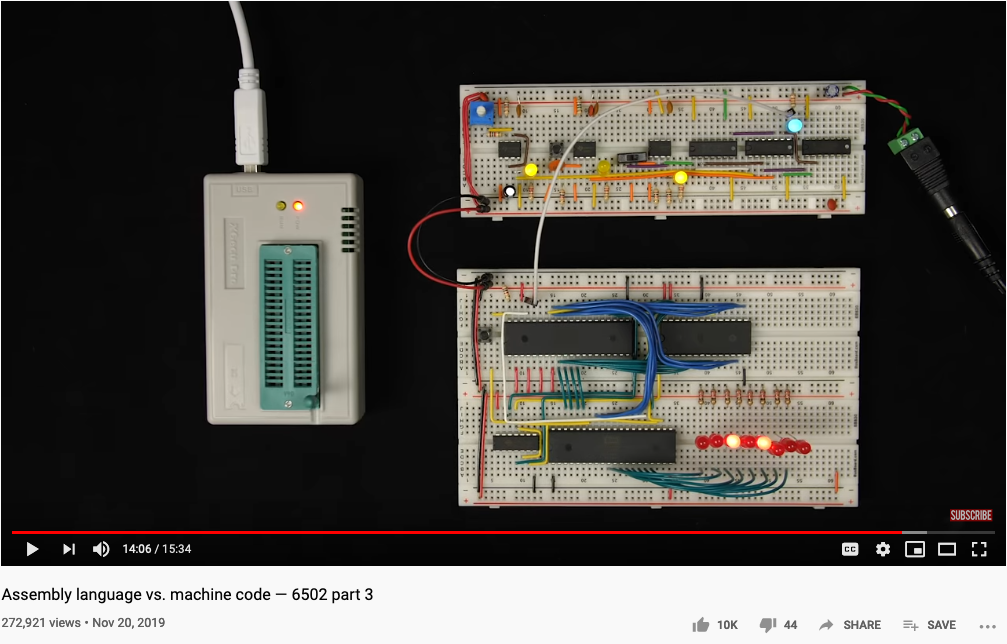 SUBSCRIBE
14:06 / 15:34
CC
Assembly language vs. machine code — 6502 part 3
272,921 views • Nov 20, 2019
10K
44
SHARE
SAVE